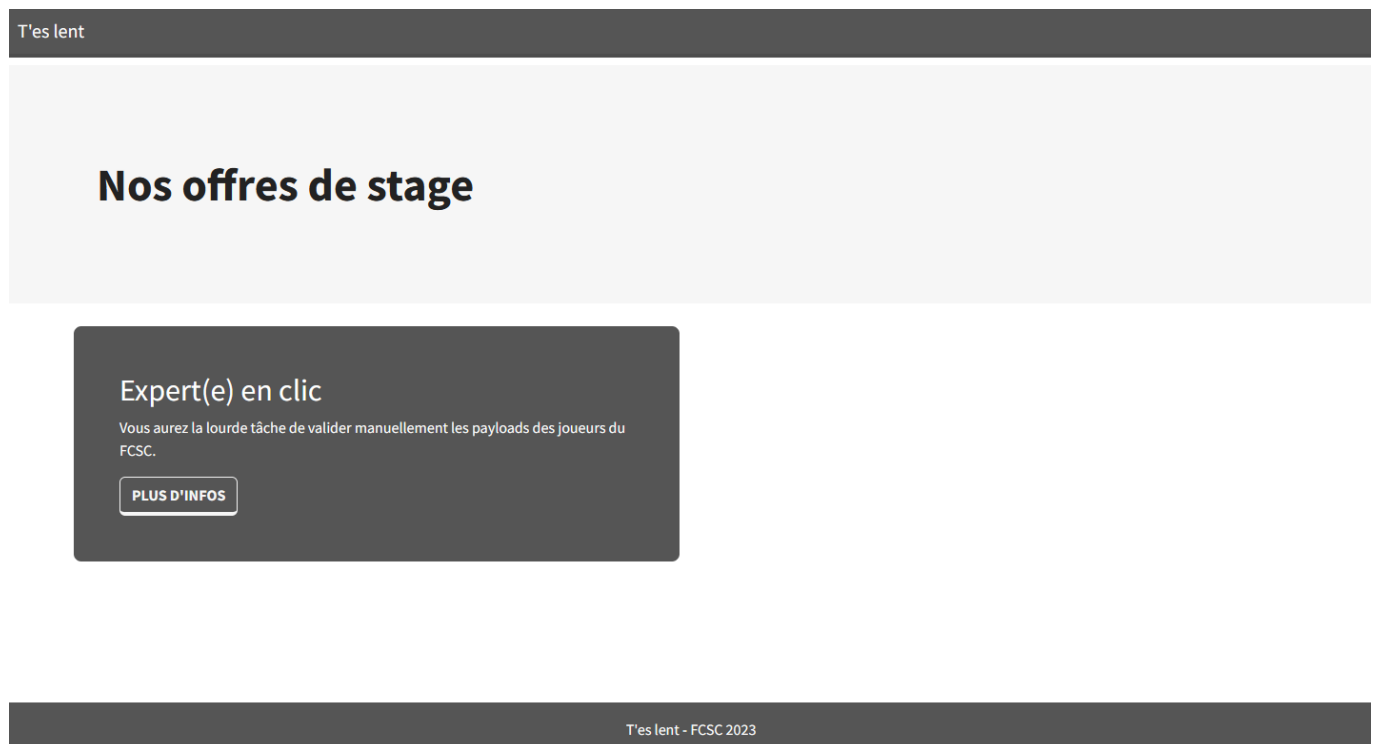 T'es lent
Nos offres de stage
Expert(e) en clic
Vous aurez la lourde tâche de valider manuellement les payloads des joueurs du
FCSC.
PLUS D'INFOS
T'es lent - FCSC 2023